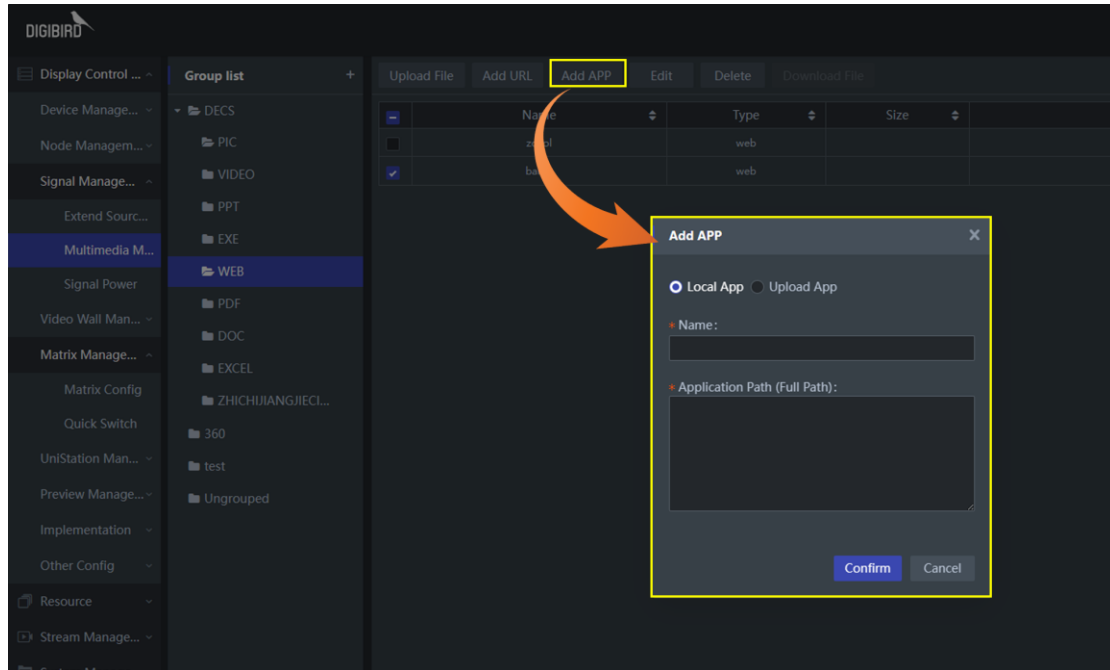 DIGIBIRD
Display Control ...
Device Manage...
Node Managem...
Signal Manage...
Extend Sourc...
Multimedia M...
Signal Power
Video Wall Man...
Matrix Manage...
Matrix Config
Quick Switch
UniStation Man...
Preview Manage...
Implementation
Other Config
Resource
Stream Manage...
Group list +
DECS
PIC
VIDEO
PPT
EXE
WEB
PDF
DOC
EXCEL
ZHICHIJIANGJIECI...
360
test
Ungrouped
Upload File Add URL Add APP Edit Delete Download File
Name Type Size
web
web
Add APP
Local App Upload App
* Name:
* Application Path (Full Path):
Confirm Cancel